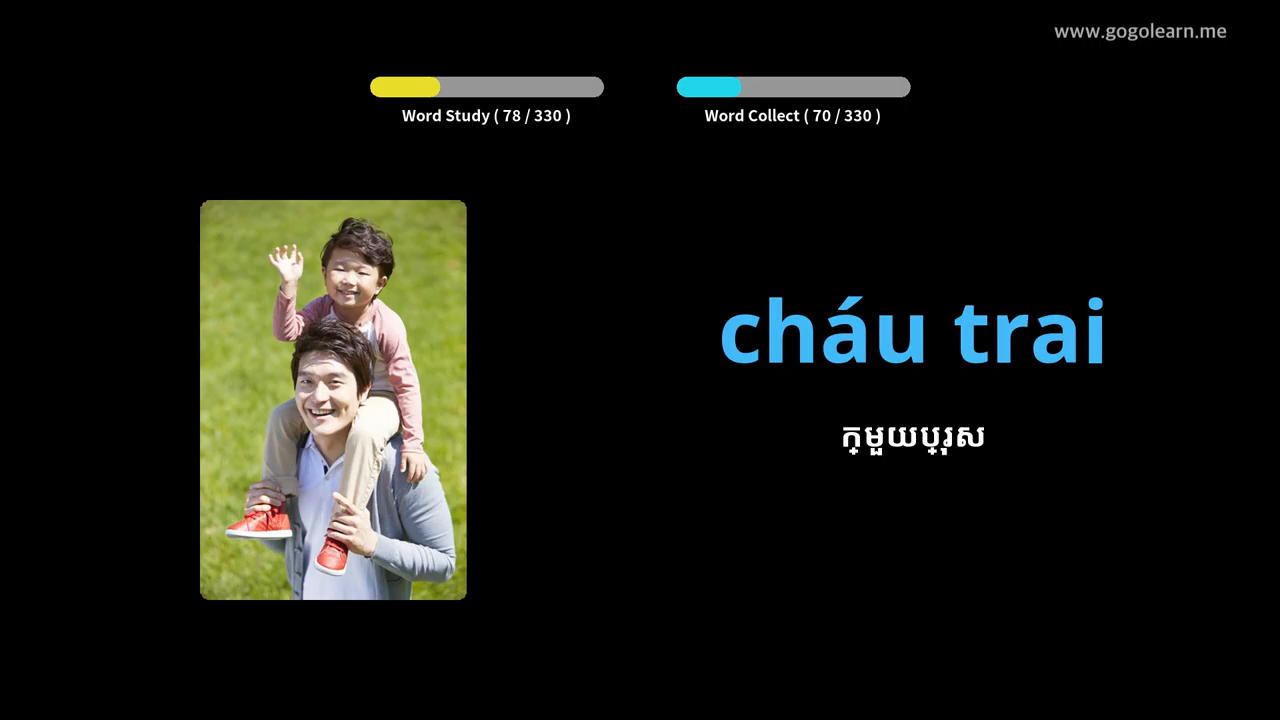 www.gogolearn.me
Word Study ( 78 / 330 )
Word Collect ( 70 / 330 )
cháu trai
ក្មួយប្រុស